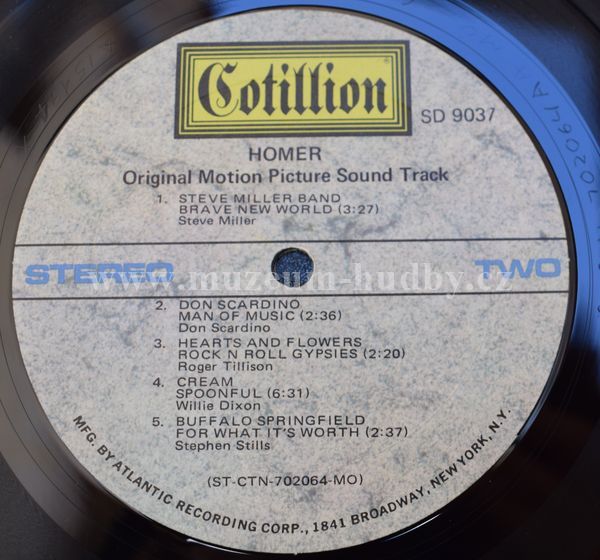 Cotillion
®
SD 9037
HOMER
Original Motion Picture Sound Track
1. STEVE MILLER BAND
BRAVE NEW WORLD (3:27)
Steve Miller
STEREO TWO
www.muzeum-hudby.cz
2. DON SCARDINO
MAN OF MUSIC (2:36)
Don Scardino
3. HEARTS AND FLOWERS
ROCK N ROLL GYPSIES (2:20)
Roger Tillison
4. CREAM
SPOONFUL (6:31)
Willie Dixon
5. BUFFALO SPRINGFIELD
FOR WHAT IT'S WORTH (2:37)
Stephen Stills
(ST-CTN-702064-MO)
MFG. BY ATLANTIC RECORDING CORP., 1841 BROADWAY, NEW YORK, N.Y.